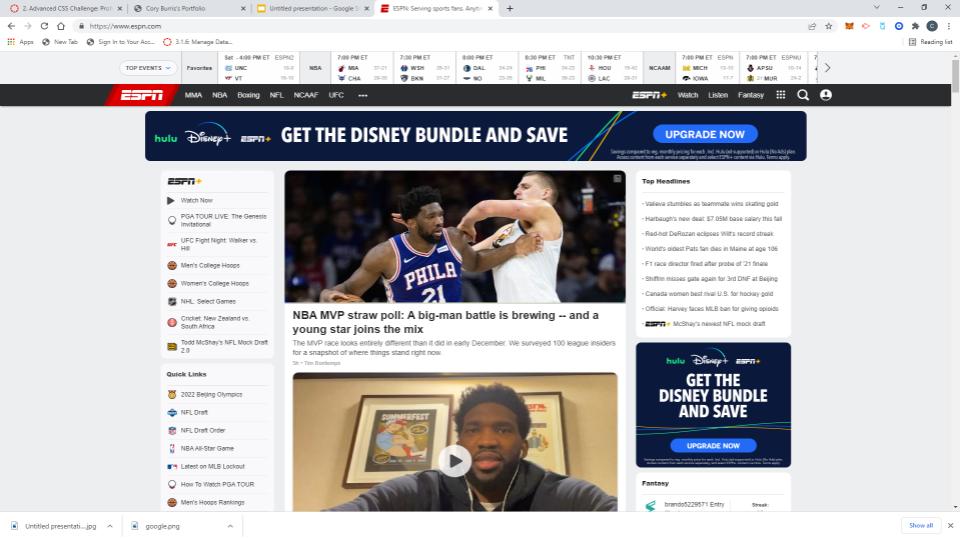 2. Advanced CSS Challenge: Prof
Cory Burris's Portfolio
Untitled presentation - Google S
ESPN: Serving sports fans. Anyti
https://www.espn.com
Apps
New Tab
Sign In to Your Acc...
3.1.6: Manage Data...
Reading list
TOP EVENTS
Favorites
Sat - 4:00 PM ET ESPN2
UNC
VT
NBA
7:00 PM ET
MIA 37-21
CHA
7:30 PM ET
WSH
BKN
8:00 PM ET
DAL
NO
8:30 PM ET TNT
PHI
MIL
10:30 PM ET
HOU
LAC
NCAAM
7:00 PM ET ESPN2
MICH
IOWA
7:00 PM ET ESPNU
APSU
21 MUR
ESPN
MMA
NBA
Boxing
NFL
NCAAF
UFC
ESPN+
Watch
Listen
Fantasy
hulu
Disney+
ESPN+
GET THE DISNEY BUNDLE AND SAVE
UPGRADE NOW
ESPN+
Watch Now
PGA TOUR LIVE: The Genesis
Invitational
UFC Fight Night: Walker vs.
Hill
Men's College Hoops
Women's College Hoops
NHL: Select Games
Cricket: New Zealand vs.
South Africa
Todd McShay's NFL Mock Draft
2.0
Quick Links
2022 Beijing Olympics
NFL Draft
NFL Draft Order
NBA All-Star Game
Latest on MLB Lockout
How To Watch PGA TOUR
Men's Hoops Rankings
PHILA
21
NBA MVP straw poll: A big-man battle is brewing -- and a
young star joins the mix
The MVP race looks entirely different than it did in early December. We surveyed 100 league insiders
for a snapshot of where things stand right now.
5h • Tim Bontemps
SUMMERFEST
Top Headlines
Valieva stumbles as teammate wins skating gold
Harbaugh's new deal: $7.05M base salary this fall
Red-hot DeRozan eclipses Wilt's record streak
World's oldest Pats fan dies in Maine at age 106
F1 race director fired after probe of '21 finale
Shiffrin misses gate again for 3rd DNF at Beijing
Canada women best rival U.S. for hockey gold
Official: Harvey faces MLB ban for giving opioids
ESPN+ McShay's newest NFL mock draft
hulu
Disney+
ESPN+
GET THE
DISNEY BUNDLE
AND SAVE
UPGRADE NOW
Fantasy
brando5229571 Entry
Streak:
Untitled presentati....jpg
google.png
Show all